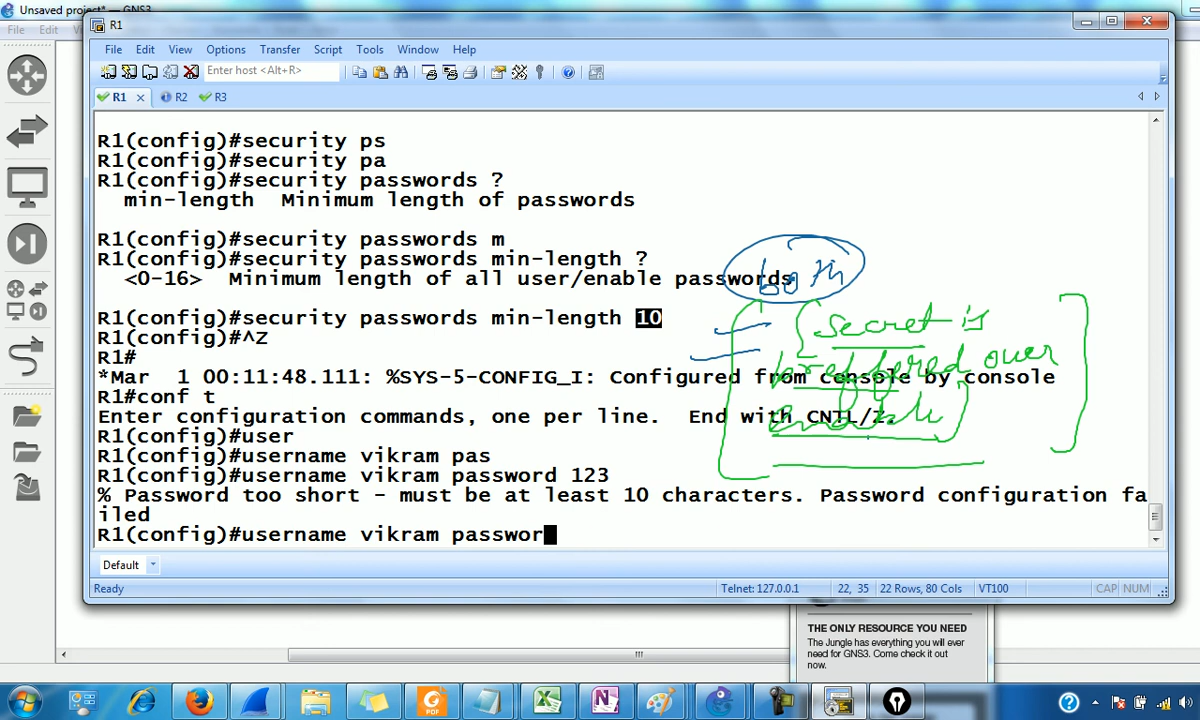 Unsaved project* — GNS3
File Edit
R1
File Edit View Options Transfer Script Tools Window Help
Enter host <Alt+R>
R1 R2 R3
R1(config)#security ps
R1(config)#security pa
R1(config)#security passwords ?
min-length Minimum length of passwords
R1(config)#security passwords m
R1(config)#security passwords min-length ?
<0-16> Minimum length of all user/enable passwords
both
R1(config)#security passwords min-length 10
secret is
R1(config)#^Z
R1#
preffered over
*Mar 1 00:11:48.111: %SYS-5-CONFIG_I: Configured from console by console
R1#conf t
Enter configuration commands, one per line. End with CNTL/Z.
R1(config)#user
R1(config)#username vikram pas
R1(config)#username vikram password 123
% Password too short - must be at least 10 characters. Password configuration fa
iled
R1(config)#username vikram passwor
Default
Ready Telnet: 127.0.0.1 22, 35 22 Rows, 80 Cols VT100 CAP NUM
THE ONLY RESOURCE YOU NEED
The Jungle has everything you will ever
need for GNS3. Come check it out
now.
PDF